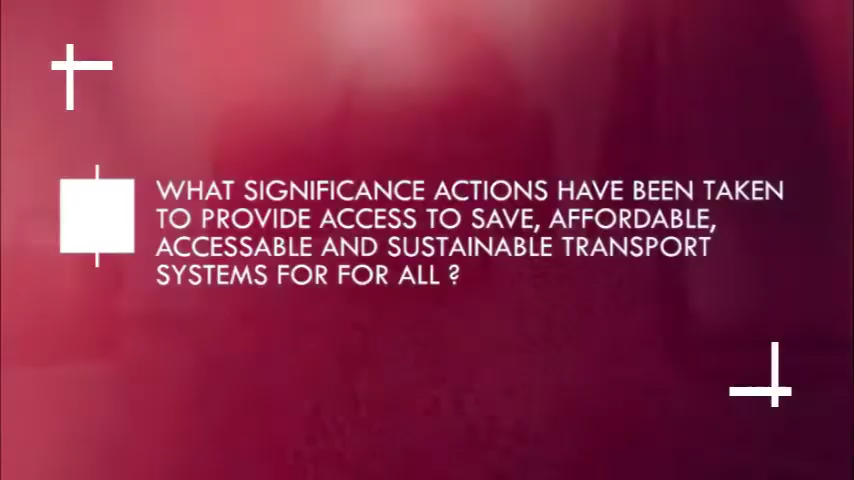 WHAT SIGNIFICANCE ACTIONS HAVE BEEN TAKEN
TO PROVIDE ACCESS TO SAVE, AFFORDABLE,
ACCESSABLE AND SUSTAINABLE TRANSPORT
SYSTEMS FOR FOR ALL ?